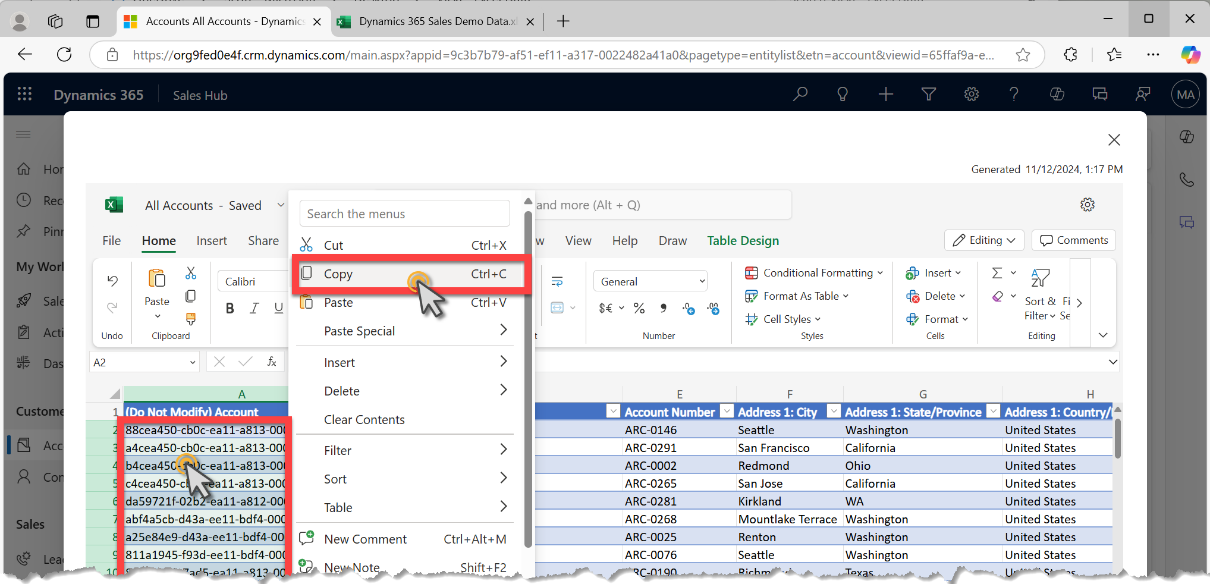 Accounts All Accounts - Dynamics
Dynamics 365 Sales Demo Data.xl
https://org9fed0e4f.crm.dynamics.com/main.aspx?appid=9c3b7b79-af51-ef11-a317-0022482a41a0&pagetype=entitylist&etn=account&viewid=65ffaf9a-e...
Dynamics 365 Sales Hub
MA
Generated 11/12/2024, 1:17 PM
All Accounts - Saved
and more (Alt + Q)
File Home Insert Share View Help Draw Table Design Editing Comments
Paste
Undo Clipboard
Calibri
B I U
General
$€ % 9
Number
Conditional Formatting
Format As Table
Cell Styles
Styles
Insert
Delete
Format
Cells
Sort &
Filter
Editing
A2 fx
Search the menus
Cut Ctrl+X
Copy Ctrl+C
Paste Ctrl+V
Paste Special
Insert
Delete
Clear Contents
Filter
Sort
Table
New Comment Ctrl+Alt+M
New Note Shift+F2
My Work
Sales
A E F G H
1 (Do Not Modify) Account Account Number Address 1: City Address 1: State/Province Address 1: Country/
2 88cea450-cb0c-ea11-a813-000 ARC-0146 Seattle Washington United States
a4cea450-cb0c-ea11-a813-000 ARC-0291 San Francisco California United States
ARC-0002 Redmond Ohio United States
ARC-0265 San Jose California United States
da59721f-02b2-ea11-a812-000 ARC-0281 Kirkland WA United States
abf4a5cb-d43a-ee11-bdf4-000 ARC-0268 Mountlake Terrace Washington United States
a25e84e9-d43a-ee11-bdf4-000 ARC-0025 Renton Washington United States
811a1945-f93d-ee11-bdf4-000 ARC-0076 Seattle Washington United States
ARC-0190 Texas United States